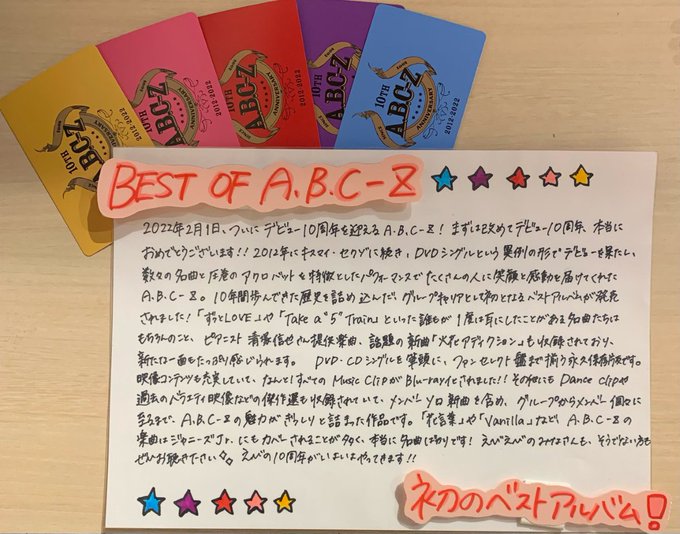 10TH
A.B.C-Z
ANNIVERSARY
2012-2022
10TH
A.B.C-Z
ANNIVERSARY
2012-2022
10TH
A.B.C-Z
ANNIVERSARY
2012-2022
A.B.C-Z
ANNIVERSARY
2012-2022
SINCE
10TH
A.B.C-Z
ANNIVERSARY
2012-2022
BEST OF A.B.C-Z
2022年2月1日、ついにデビュー10周年を迎えるA.B.C-Z！まずは改めてデビュー10周年、本当に
おめでとうございます!! 2012年にキスマイ・セクゾに続き、DVDシングルという異例の形でデビューを果たし、
数々の名曲と圧巻のアクロバットを特徴としたパフォーマンスでたくさんの人に笑顔と感動を届けてくれた
A.B.C-Z。10年間歩んできた歴史を詰め込んだ、グループキャリアとして初となるベストアルバムが発売
されました！「ずっとLOVE」や「Take a "5" Train」といった誰もが1度は耳にしたことがある名曲たちは
もちろんのこと、ピアニスト清塚信也さん提供楽曲、話題の新曲「火花アディクション」も収録されており、
新たな一面もたっぷり感じられます。 DVD・CDシングルを筆頭に、ファンセレクト盤まで揃う永久保存版です。
映像コンテンツも充実していて、なんと!すべてのMusic ClipがBlu-ray化されました!! その他にもDance Clipや
過去のバラエティ映像などの傑作選も収録されていて、メンバーソロ新曲も含め、グループからメンバー個々に
至るまで、A.B.C-Zの魅力がぎっしりと詰まった作品です。「花言葉」や「Vanilla」など、A.B.C-Zの
楽曲はジャニーズJr.にもカバーされることが多く、本当に名曲ばかりです！えびえびのみなさんも、そうでない方も
ぜひお聴きください えびの10周年がいよいよやってきます!!
初のベストアルバム！